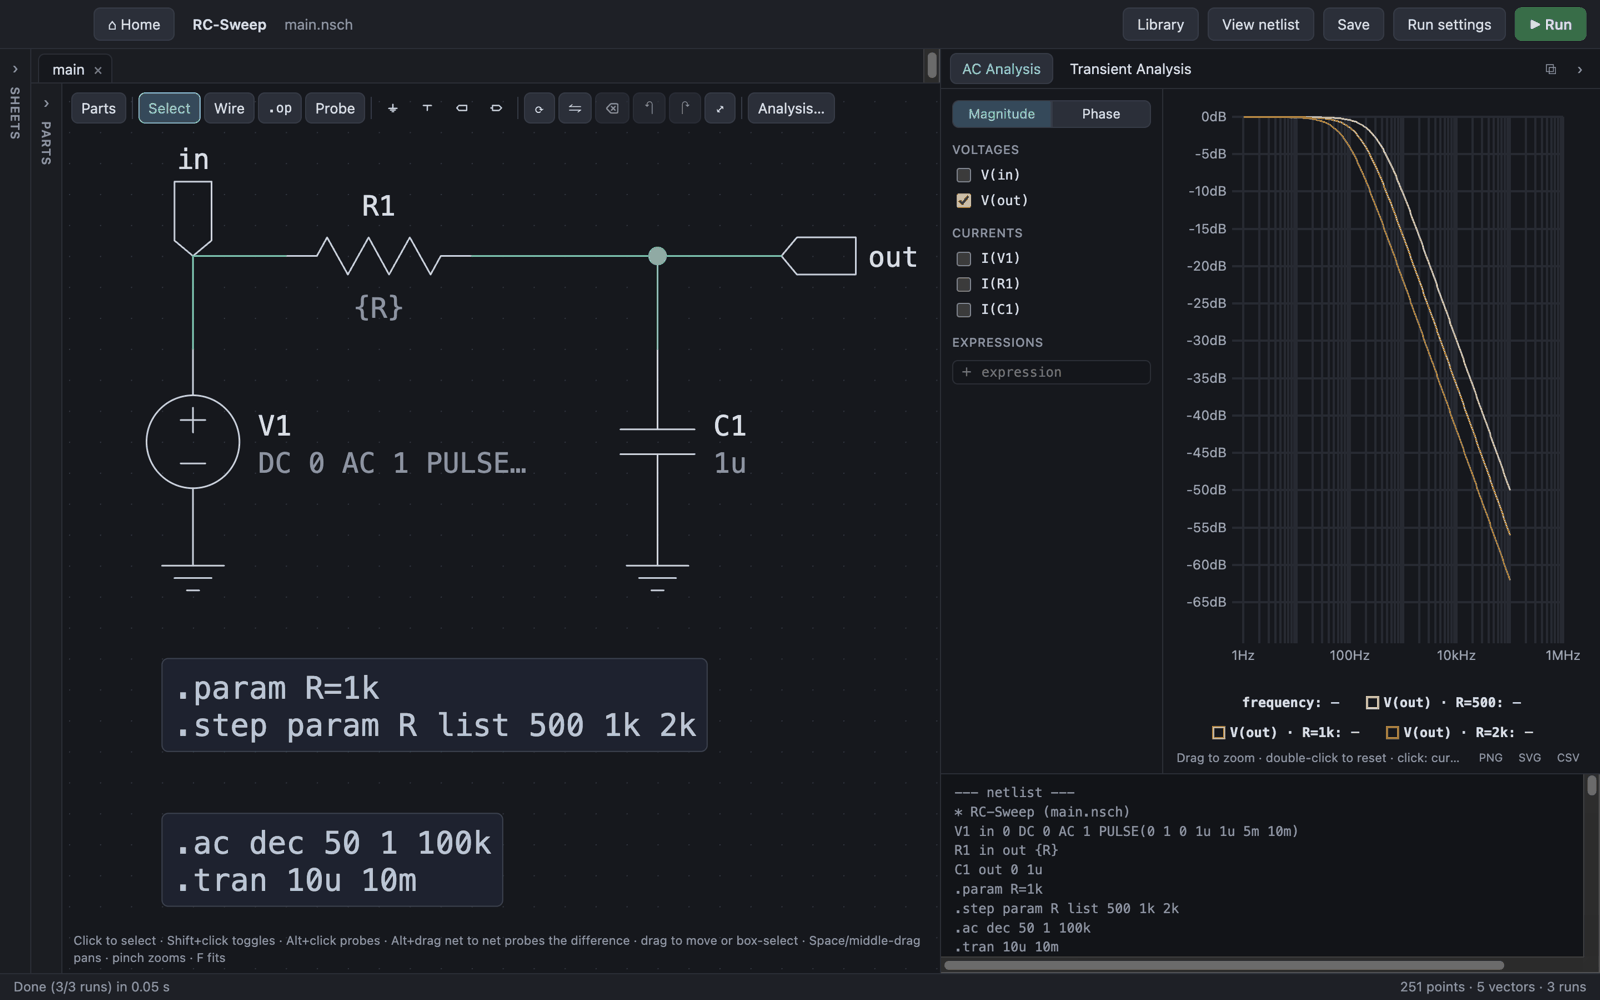 ⌂ Home
RC-Sweep
main.nsch
Library
View netlist
Save
Run settings
▶ Run
SHEETS
main ×
PARTS
Parts
Select
Wire
.op
Probe
Analysis...
in
R1
{R}
out
V1
DC 0 AC 1 PULSE…
C1
1u
.param R=1k
.step param R list 500 1k 2k
.ac dec 50 1 100k
.tran 10u 10m
Click to select · Shift+click toggles · Alt+click probes · Alt+drag net to net probes the difference · drag to move or box-select · Space/middle-drag
pans · pinch zooms · F fits
AC Analysis
Transient Analysis
Magnitude
Phase
VOLTAGES
V(in)
V(out)
CURRENTS
I(V1)
I(R1)
I(C1)
EXPRESSIONS
+ expression
0dB
-5dB
-10dB
-15dB
-20dB
-25dB
-30dB
-35dB
-40dB
-45dB
-50dB
-55dB
-60dB
-65dB
1Hz
100Hz
10kHz
1MHz
frequency: –
V(out) · R=500: –
V(out) · R=1k: –
V(out) · R=2k: –
Drag to zoom · double-click to reset · click: cur...
PNG
SVG
CSV
--- netlist ---
* RC-Sweep (main.nsch)
V1 in 0 DC 0 AC 1 PULSE(0 1 0 1u 1u 5m 10m)
R1 in out {R}
C1 out 0 1u
.param R=1k
.step param R list 500 1k 2k
.ac dec 50 1 100k
.tran 10u 10m
Done (3/3 runs) in 0.05 s
251 points · 5 vectors · 3 runs